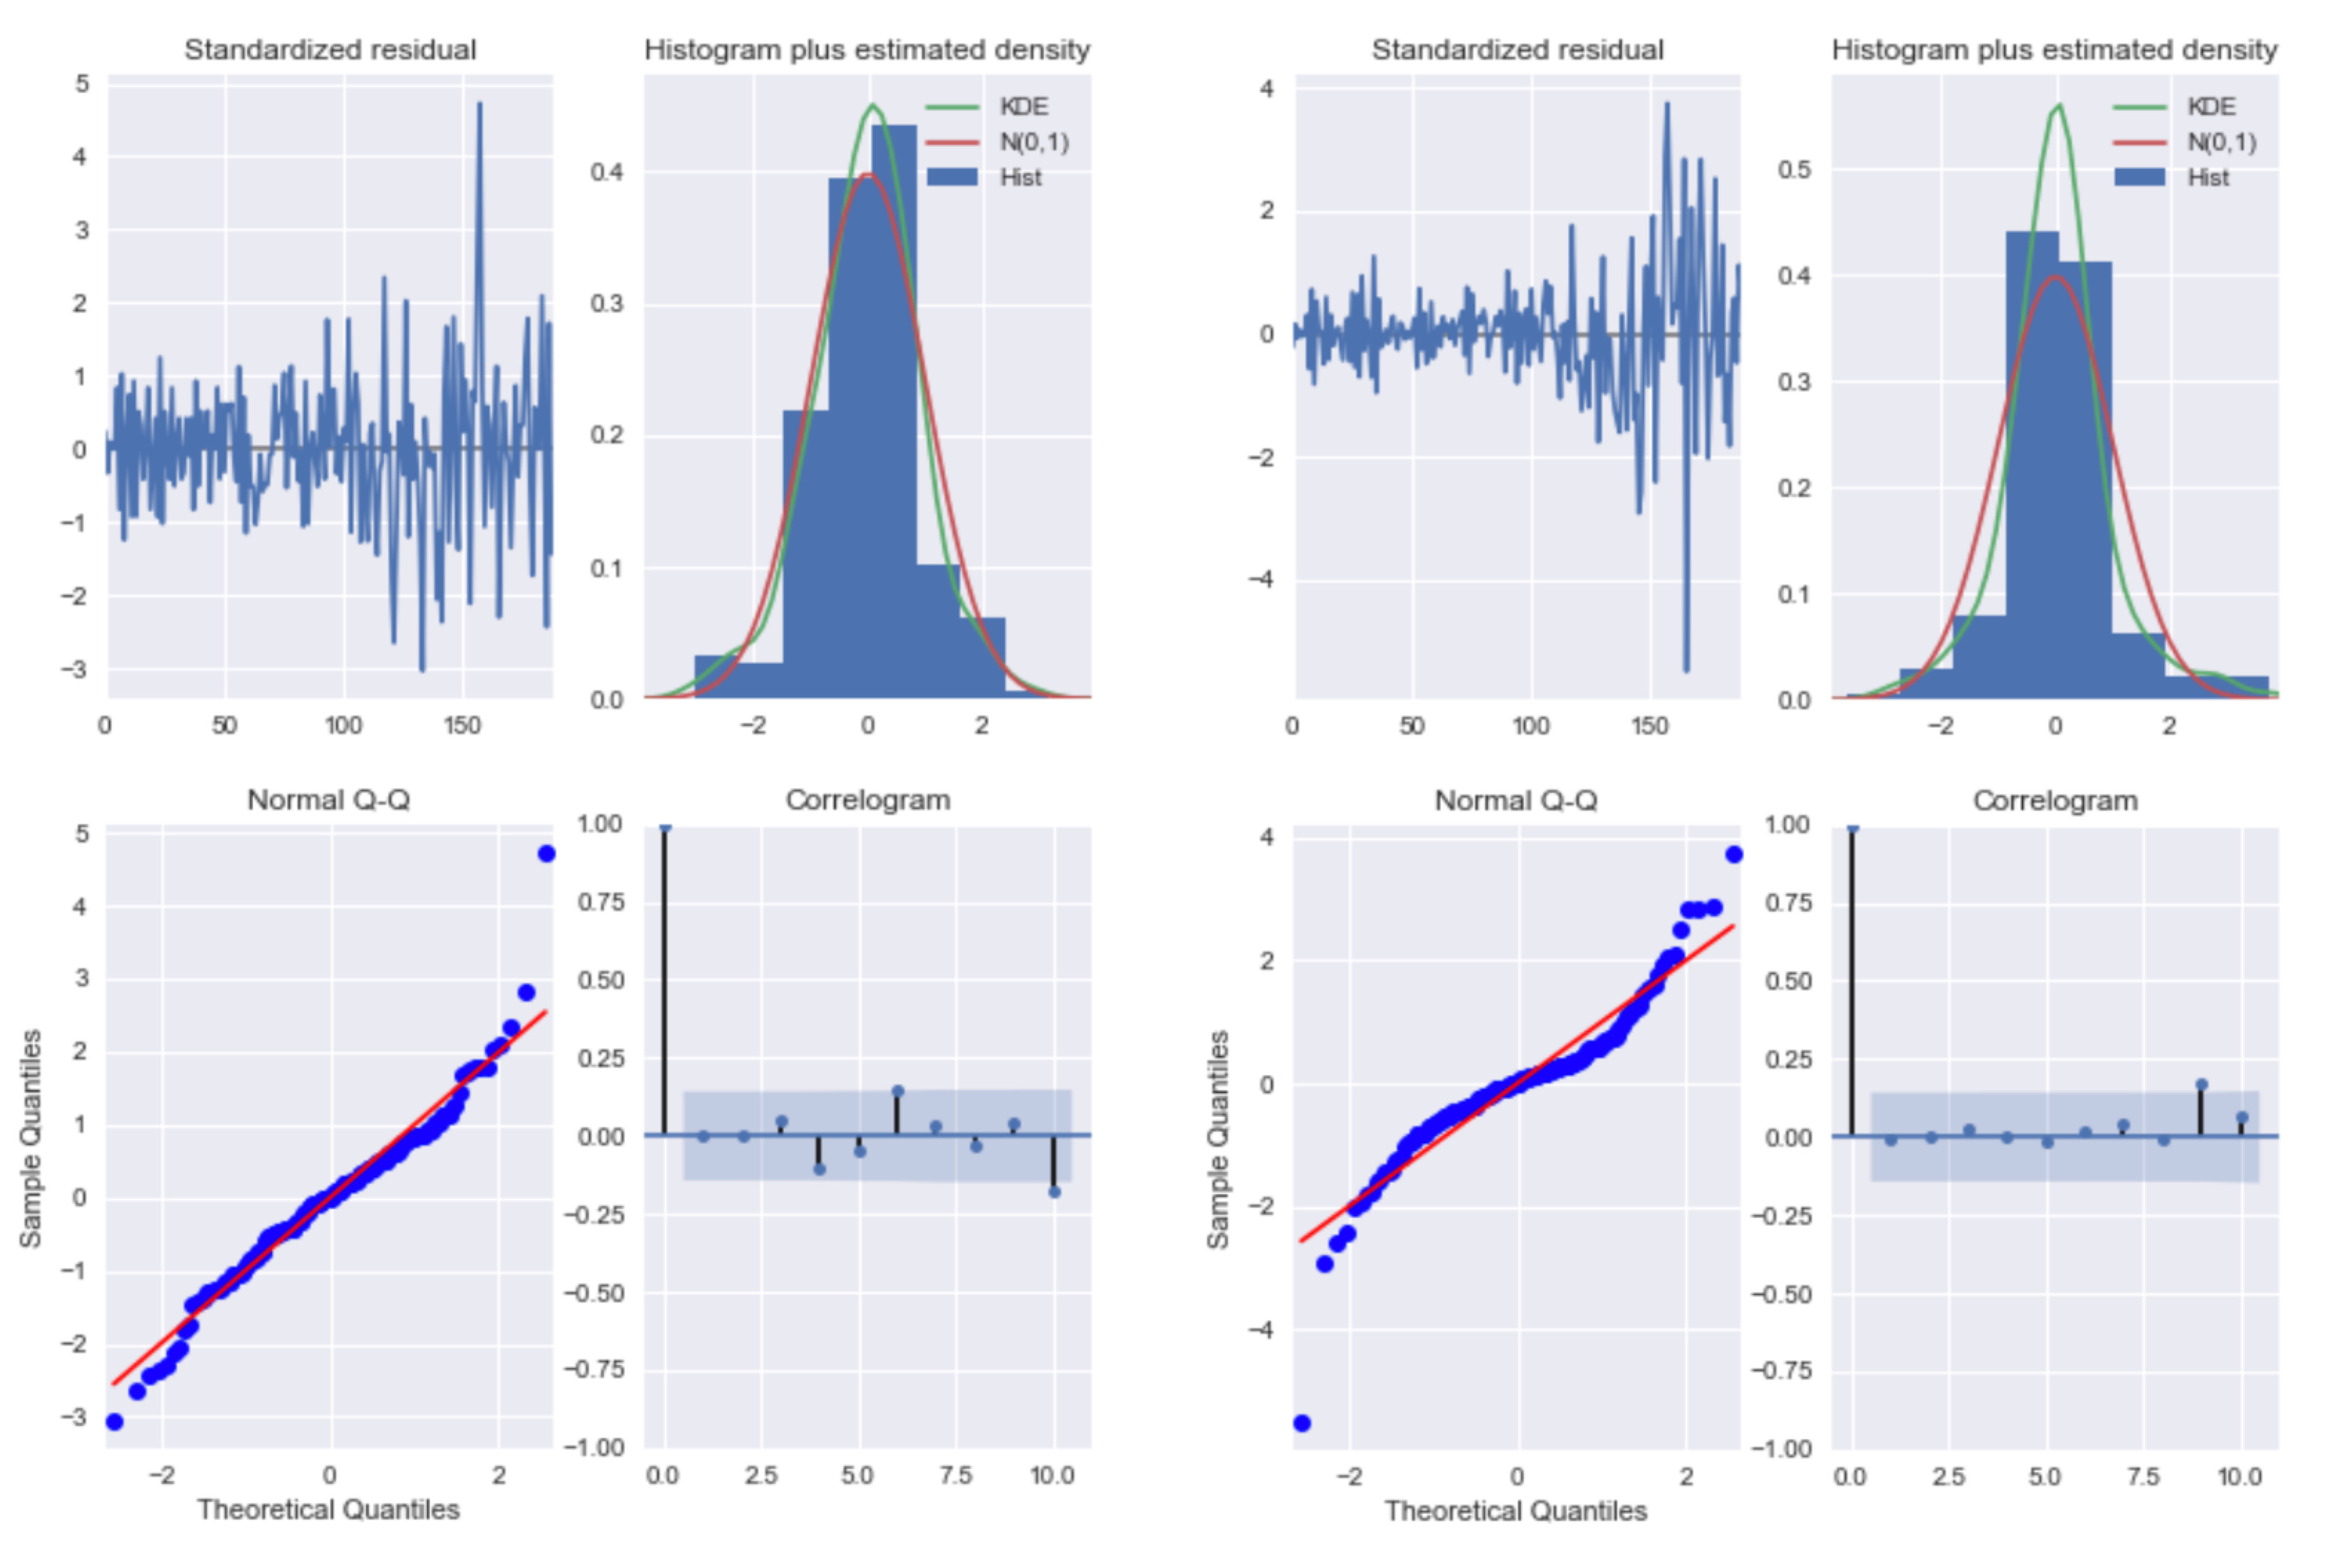 Standardized residual
5
4
3
2
1
0
−1
−2
−3
0 50 100 150
Histogram plus estimated density
KDE
N(0,1)
Hist
0.4
0.3
0.2
0.1
0.0
−2 0 2
Standardized residual
4
2
0
−2
−4
0 50 100 150
Histogram plus estimated density
KDE
N(0,1)
Hist
0.5
0.4
0.3
0.2
0.1
0.0
−2 0 2
Normal Q-Q
Sample Quantiles
5
4
3
2
1
0
−1
−2
−3
−2 0 2
Theoretical Quantiles
Correlogram
1.00
0.75
0.50
0.25
0.00
−0.25
−0.50
−0.75
−1.00
0.0 2.5 5.0 7.5 10.0
Normal Q-Q
Sample Quantiles
4
2
0
−2
−4
−2 0 2
Theoretical Quantiles
Correlogram
1.00
0.75
0.50
0.25
0.00
−0.25
−0.50
−0.75
−1.00
0.0 2.5 5.0 7.5 10.0